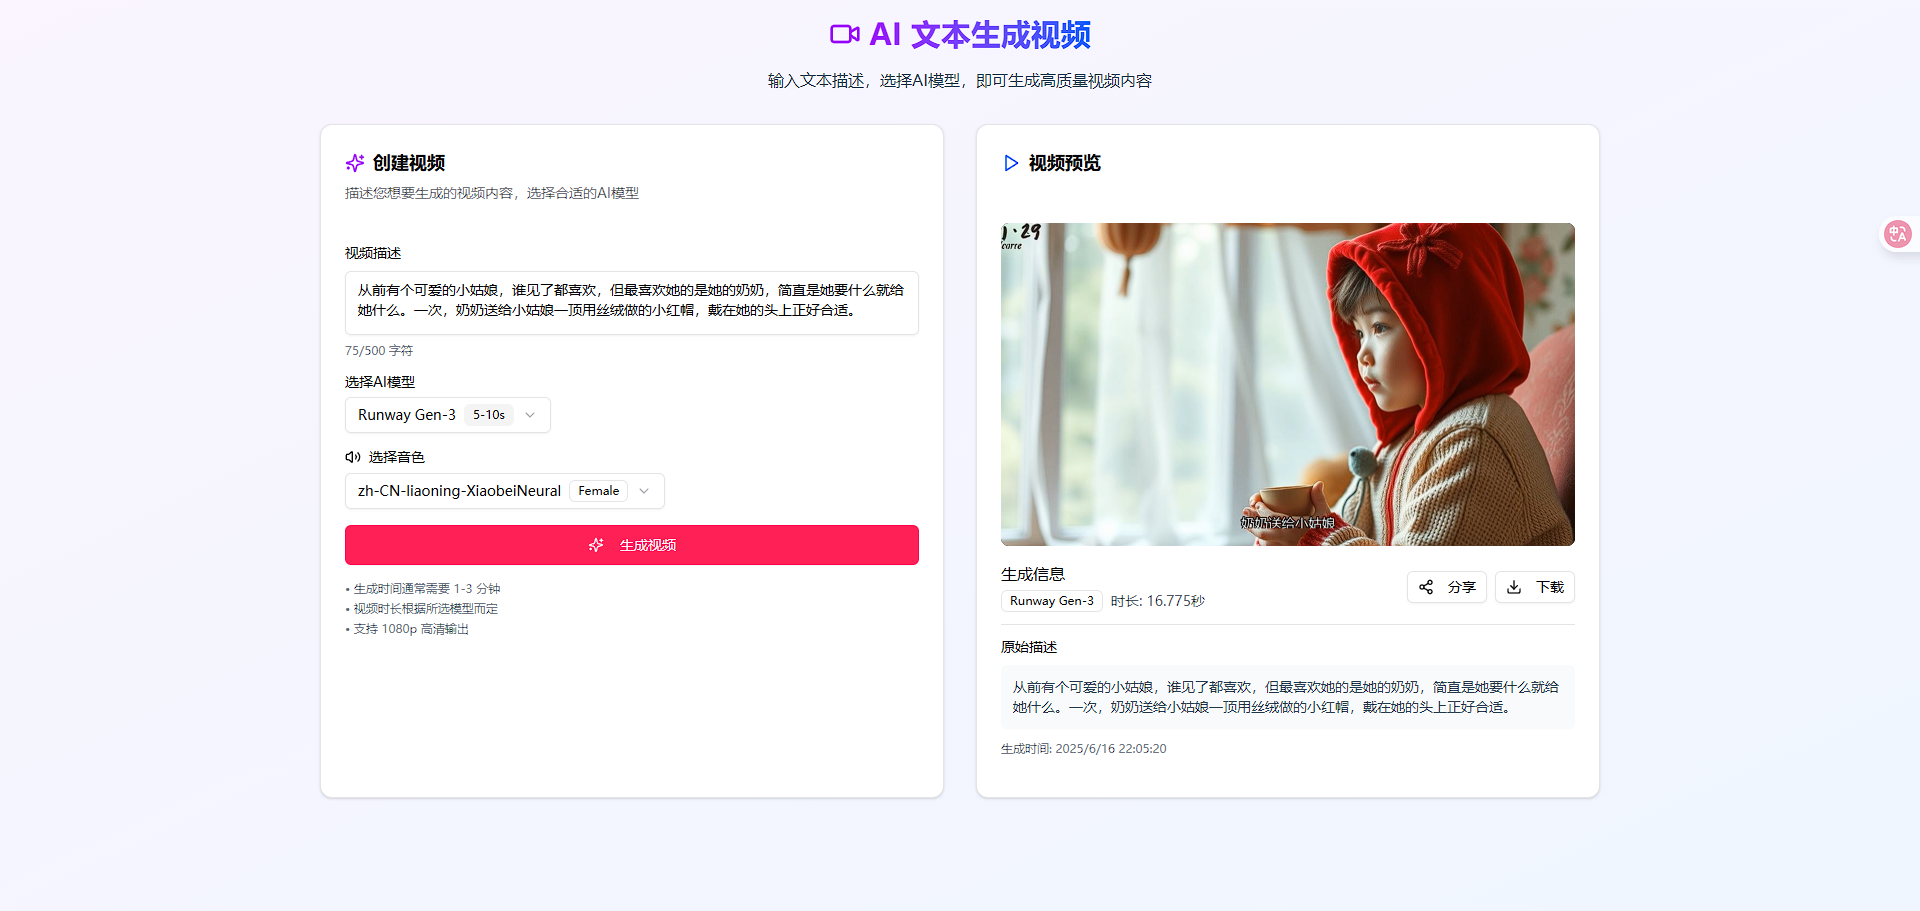 AI 文本生成视频
输入文本描述，选择AI模型，即可生成高质量视频内容
创建视频
描述您想要生成的视频内容，选择合适的AI模型
视频描述
从前有个可爱的小姑娘，谁见了都喜欢，但最喜欢她的是她的奶奶，简直是她要什么就给
她什么。一次，奶奶送给小姑娘一顶用丝绒做的小红帽，戴在她的头上正好合适。
75/500 字符
选择AI模型
Runway Gen-3 5-10s
选择音色
zh-CN-liaoning-XiaobeiNeural Female
生成视频
• 生成时间通常需要 1-3 分钟
• 视频时长根据所选模型而定
• 支持 1080p 高清输出
视频预览
奶奶送给小姑娘
生成信息
Runway Gen-3 时长: 16.775秒
分享
下载
原始描述
从前有个可爱的小姑娘，谁见了都喜欢，但最喜欢她的是她的奶奶，简直是她要什么就给
她什么。一次，奶奶送给小姑娘一顶用丝绒做的小红帽，戴在她的头上正好合适。
生成时间: 2025/6/16 22:05:20